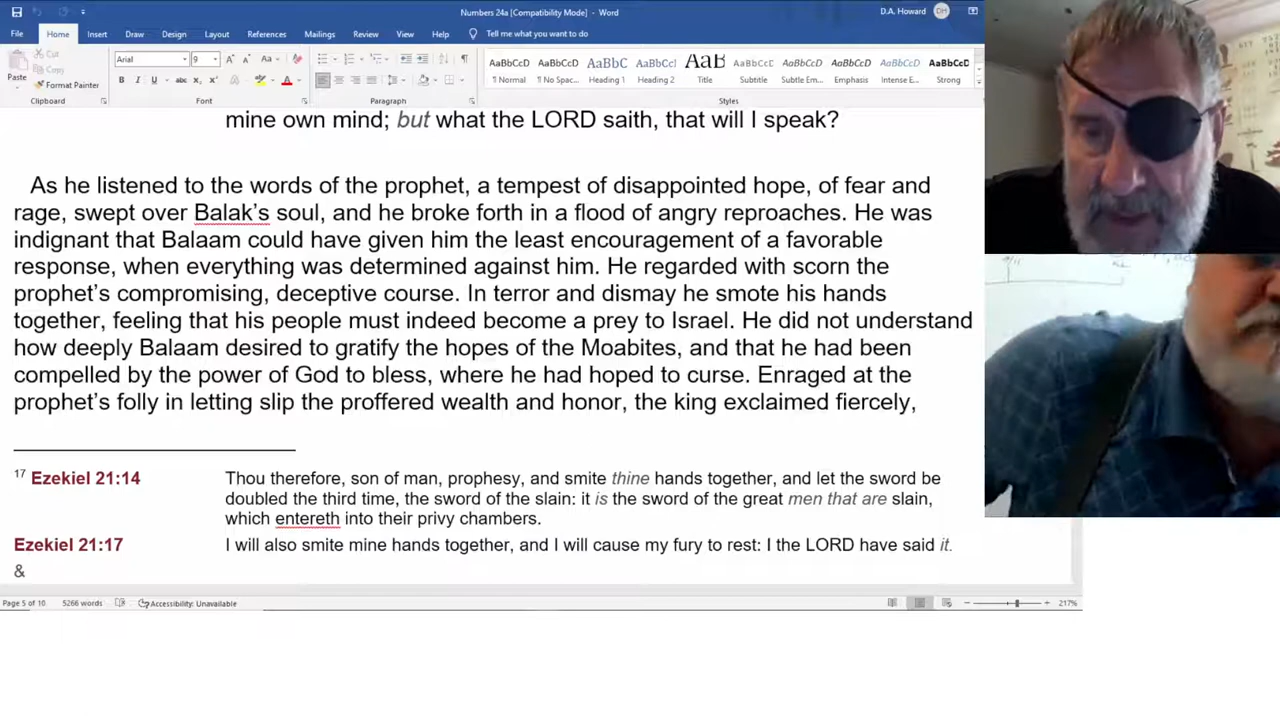 Numbers 24a [Compatibility Mode] - Word
D.A. Howard DH
File Home Insert Draw Design Layout References Mailings Review View Help Tell me what you want to do
Paste
Cut
Copy
Format Painter
Arial 9
AaBbCcD AaBbCcD AaBbC AaBbCc AaB AaBbCcD AaBbCcD AaBbCcD AaBbCcD AaBbCcD
¶ Normal ¶ No Spac... Heading 1 Heading 2 Title Subtitle Subtle Em... Emphasis Intense E... Strong
Clipboard Font Paragraph Styles
mine own mind; but what the LORD saith, that will I speak?
As he listened to the words of the prophet, a tempest of disappointed hope, of fear and
rage, swept over Balak’s soul, and he broke forth in a flood of angry reproaches. He was
indignant that Balaam could have given him the least encouragement of a favorable
response, when everything was determined against him. He regarded with scorn the
prophet’s compromising, deceptive course. In terror and dismay he smote his hands
together, feeling that his people must indeed become a prey to Israel. He did not understand
how deeply Balaam desired to gratify the hopes of the Moabites, and that he had been
compelled by the power of God to bless, where he had hoped to curse. Enraged at the
prophet’s folly in letting slip the proffered wealth and honor, the king exclaimed fiercely,
17 Ezekiel 21:14 Thou therefore, son of man, prophesy, and smite thine hands together, and let the sword be
doubled the third time, the sword of the slain: it is the sword of the great men that are slain,
which entereth into their privy chambers.
Ezekiel 21:17 I will also smite mine hands together, and I will cause my fury to rest: I the LORD have said it.
&
Page 5 of 10 5266 words Accessibility: Unavailable 217%